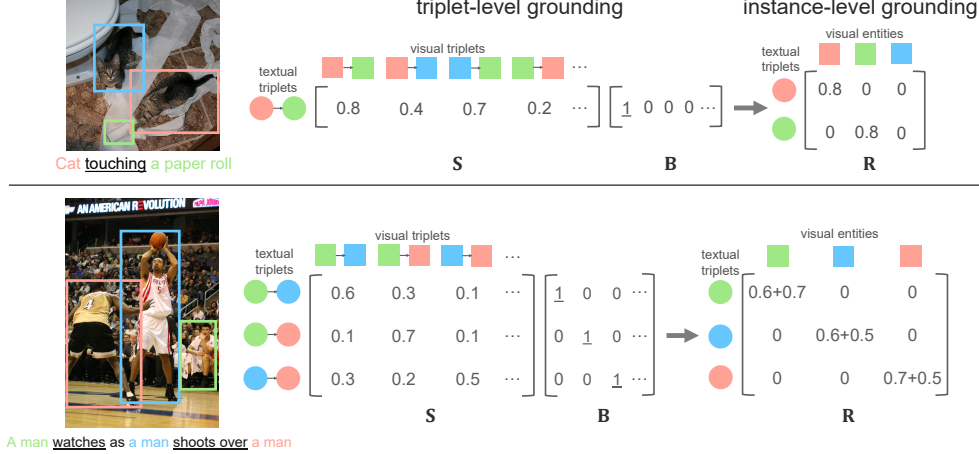 triplet-level grounding
instance-level grounding
visual triplets
visual entities
textual
triplets
textual
triplets
0.8 0.4 0.7 0.2 ...
1 0 0 0 ...
0.8 0 0
0 0.8 0
Cat touching a paper roll
S
B
R
AN AMERICAN REVOLUTION
visual triplets
visual entities
textual
triplets
textual
triplets
...
0.6 0.3 0.1 ...
1 0 0 ...
0.6+0.7 0 0
0.1 0.7 0.1 ...
0 1 0 ...
0 0.6+0.5 0
0.3 0.2 0.5 ...
0 0 1 ...
0 0 0.7+0.5
4
S
B
R
A man watches as a man shoots over a man